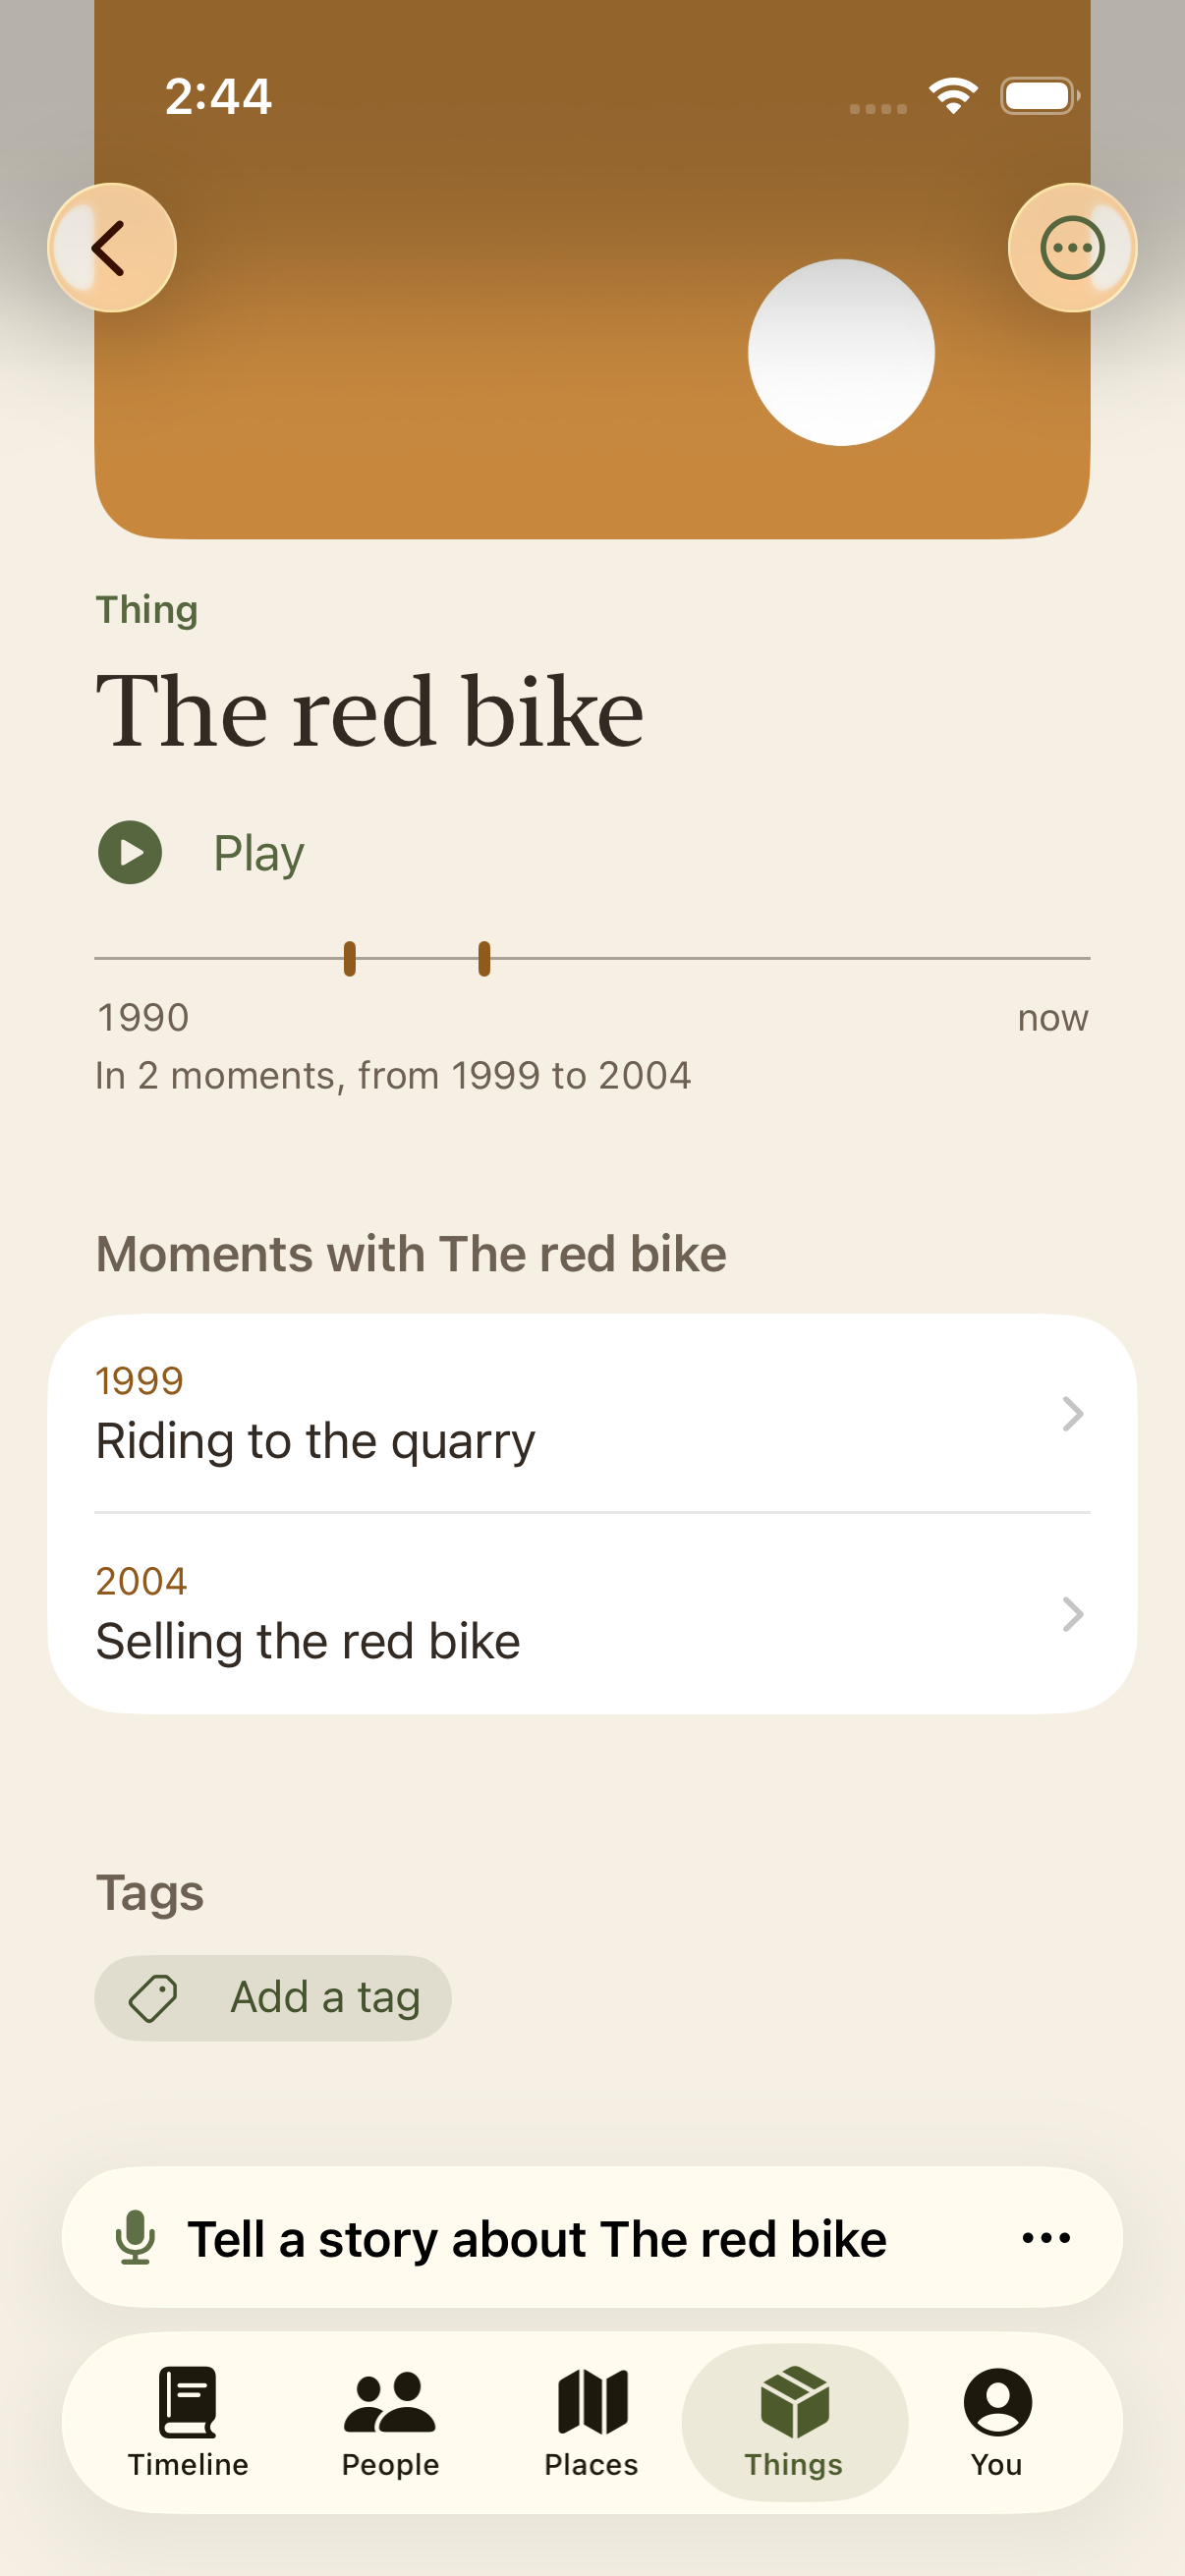 2:44
Thing
The red bike
Play
1990
now
In 2 moments, from 1999 to 2004
Moments with The red bike
1999
Riding to the quarry
2004
Selling the red bike
Tags
Add a tag
Tell a story about The red bike
Timeline
People
Places
Things
You